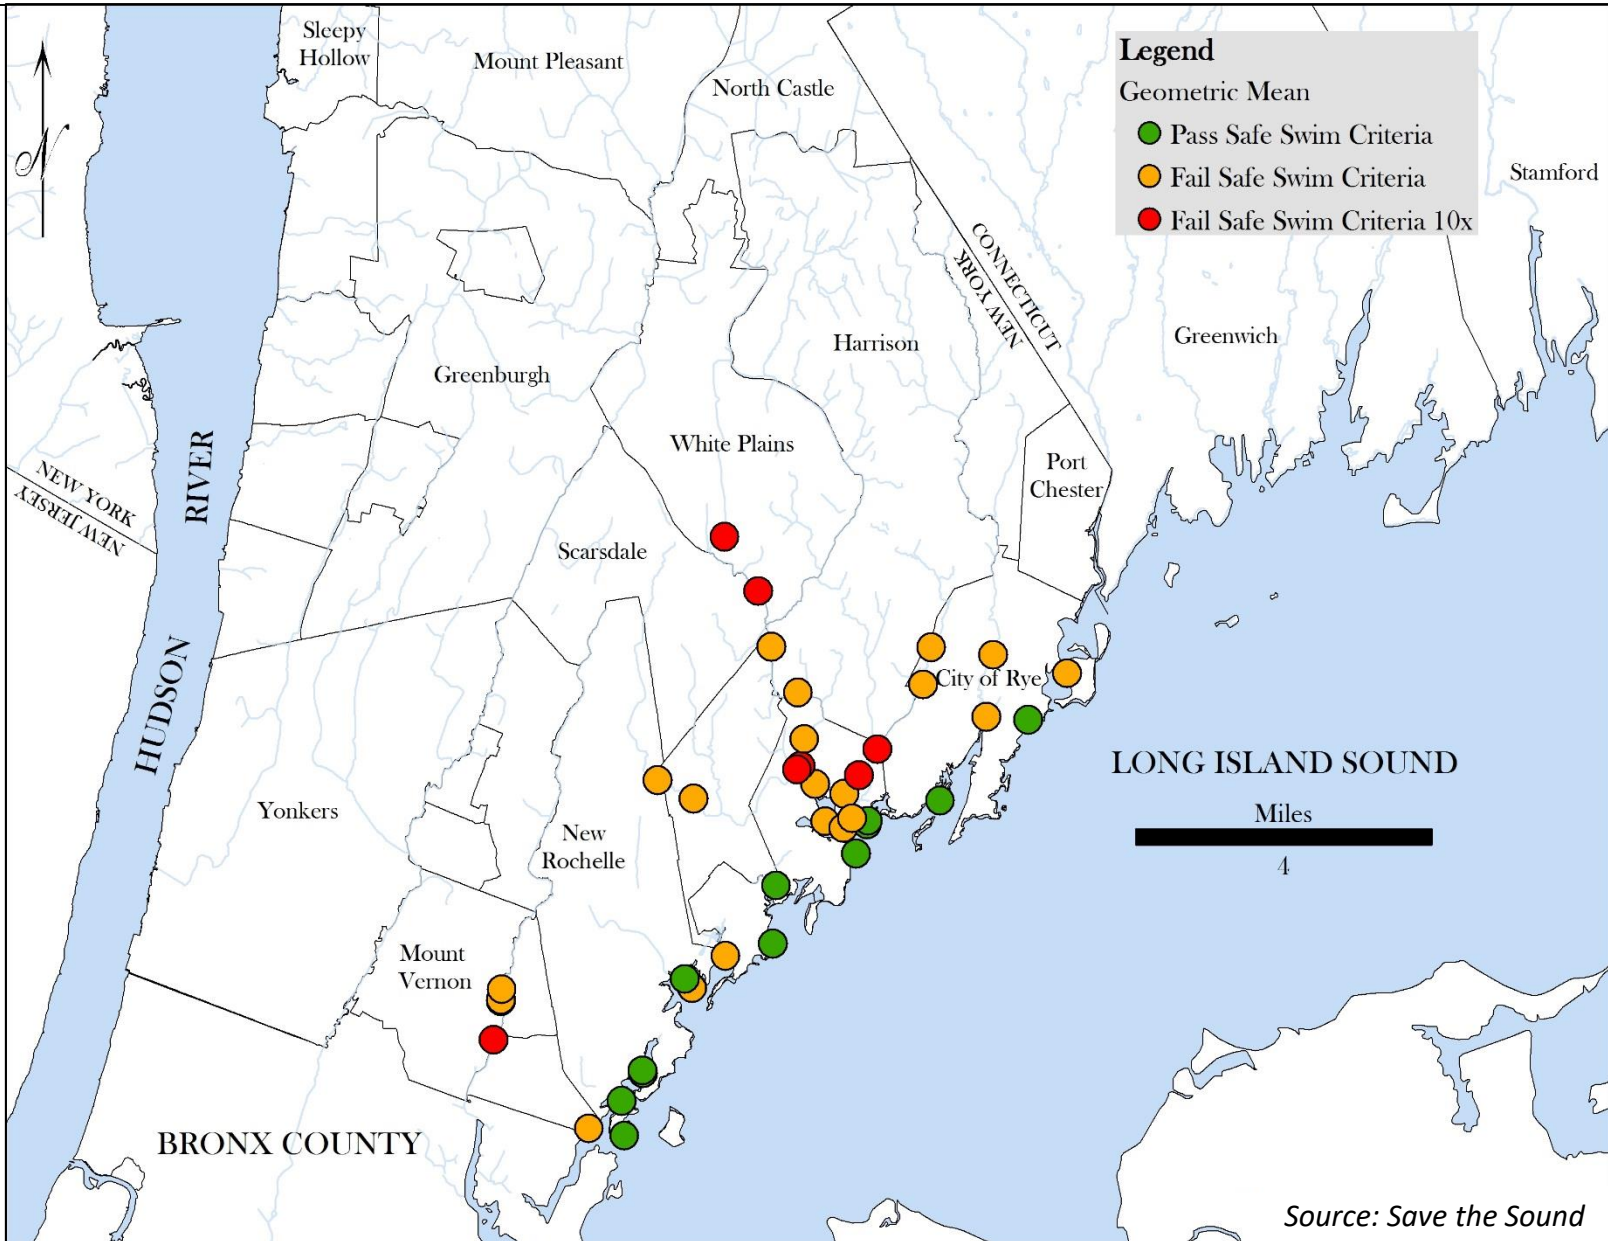 Sleepy
Hollow
Mount Pleasant
North Castle
Legend
Geometric Mean
Pass Safe Swim Criteria
Fail Safe Swim Criteria
Fail Safe Swim Criteria 10x
Stamford
N
CONNECTICUT
NEW YORK
Greenwich
Harrison
Greenburgh
White Plains
Port
Chester
NEW YORK
NEW JERSEY
HUDSON
RIVER
Scarsdale
City of Rye
LONG ISLAND SOUND
Miles
4
Yonkers
New
Rochelle
Mount
Vernon
BRONX COUNTY
Source: Save the Sound